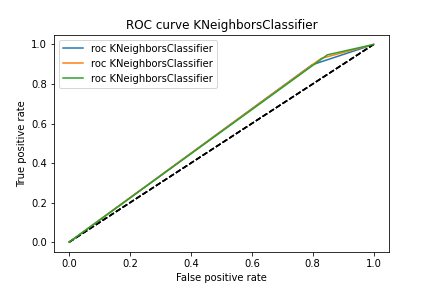 ROC curve KNeighborsClassifier
1.0
0.8
0.6
0.4
0.2
0.0
True positive rate
roc KNeighborsClassifier
roc KNeighborsClassifier
roc KNeighborsClassifier
0.0 0.2 0.4 0.6 0.8 1.0
False positive rate